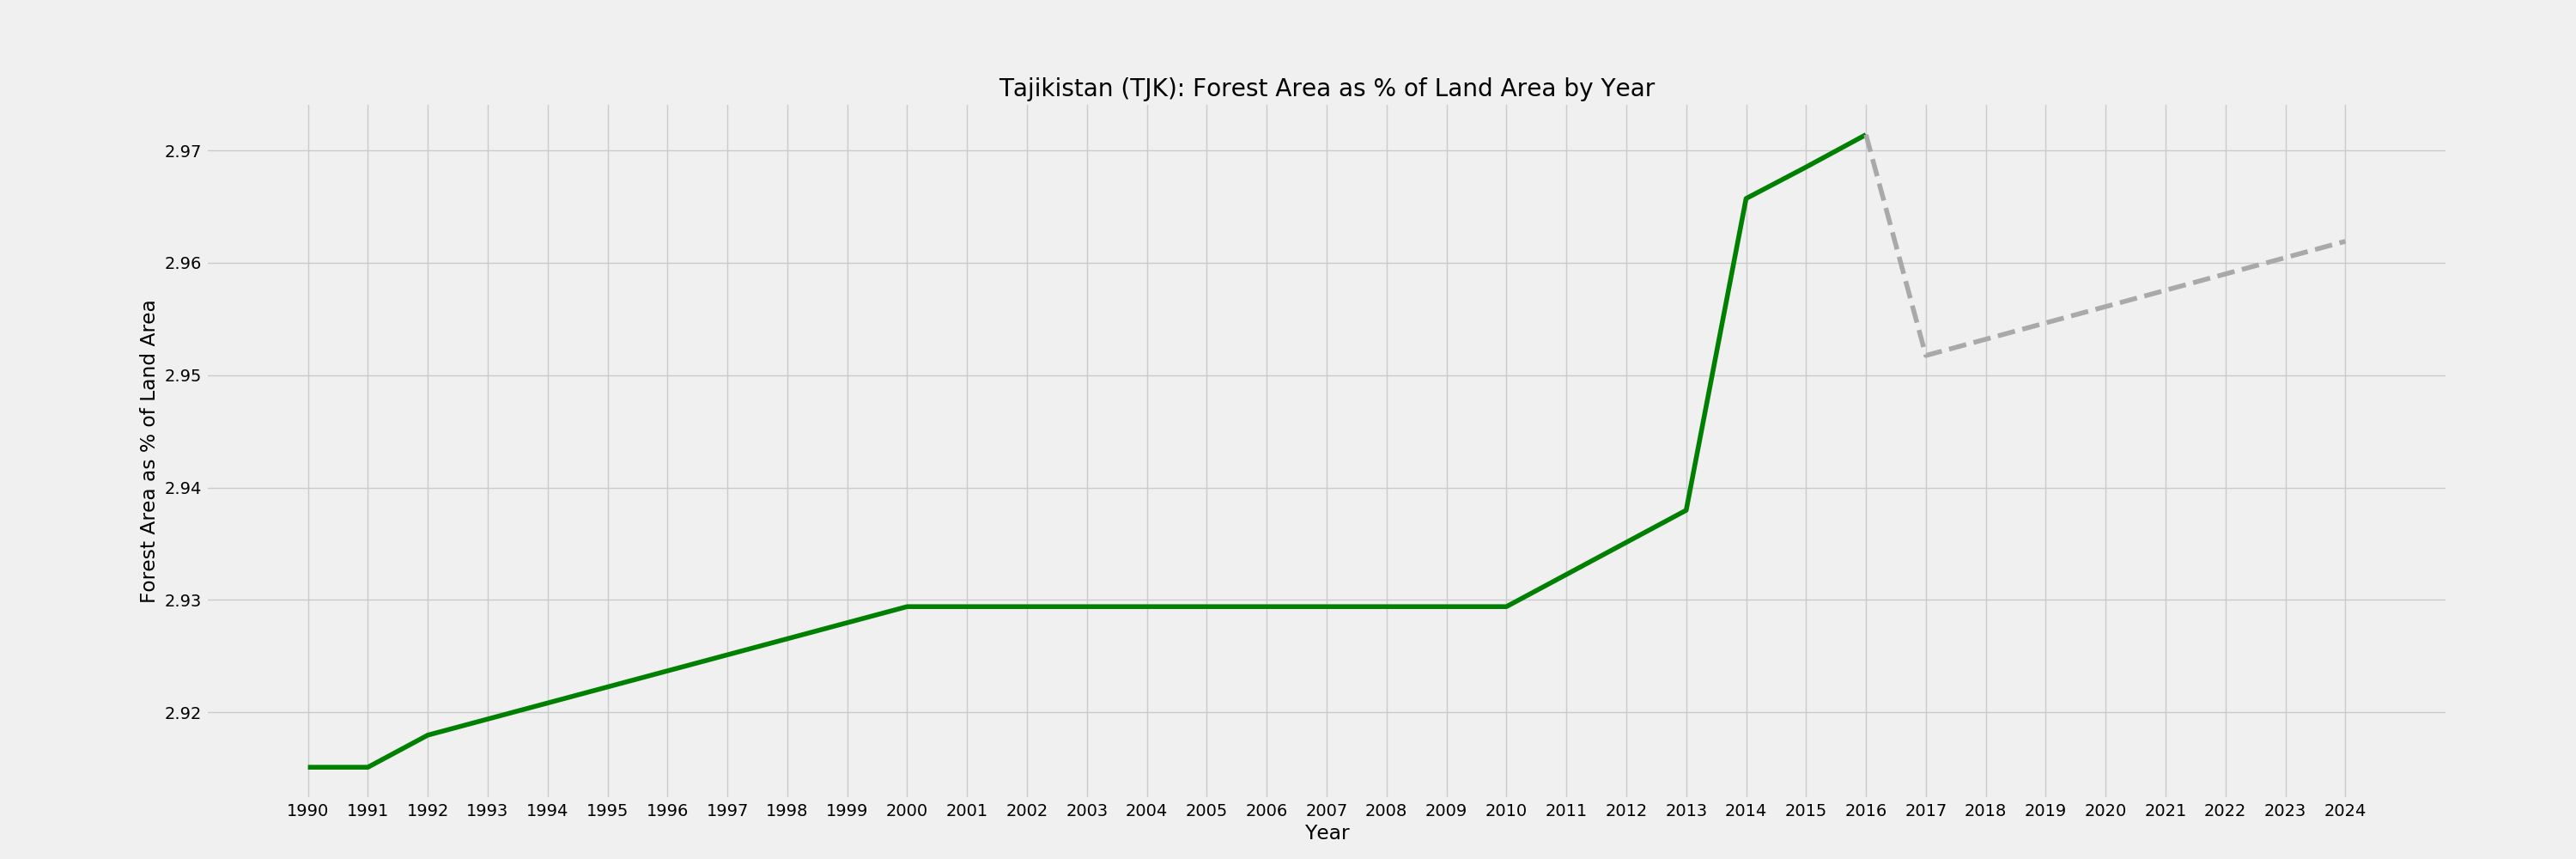 Tajikistan (TJK): Forest Area as % of Land Area by Year
Forest Area as % of Land Area
2.97
2.96
2.95
2.94
2.93
2.92
1990 1991 1992 1993 1994 1995 1996 1997 1998 1999 2000 2001 2002 2003 2004 2005 2006 2007 2008 2009 2010 2011 2012 2013 2014 2015 2016 2017 2018 2019 2020 2021 2022 2023 2024
Year